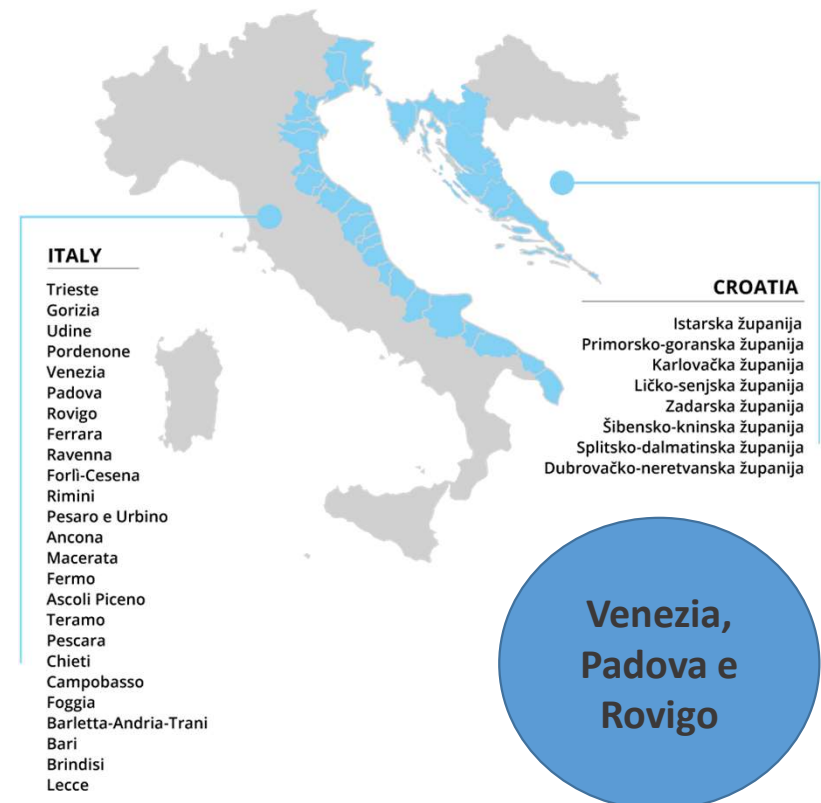 ITALY
Trieste
Gorizia
Udine
Pordenone
Venezia
Padova
Rovigo
Ferrara
Ravenna
Forlì-Cesena
Rimini
Pesaro e Urbino
Ancona
Macerata
Fermo
Ascoli Piceno
Teramo
Pescara
Chieti
Campobasso
Foggia
Barletta-Andria-Trani
Bari
Brindisi
Lecce
CROATIA
Istarska županija
Primorsko-goranska županija
Karlovačka županija
Ličko-senjska županija
Zadarska županija
Šibensko-kninska županija
Splitsko-dalmatinska županija
Dubrovačko-neretvanska županija
Venezia,
Padova e
Rovigo